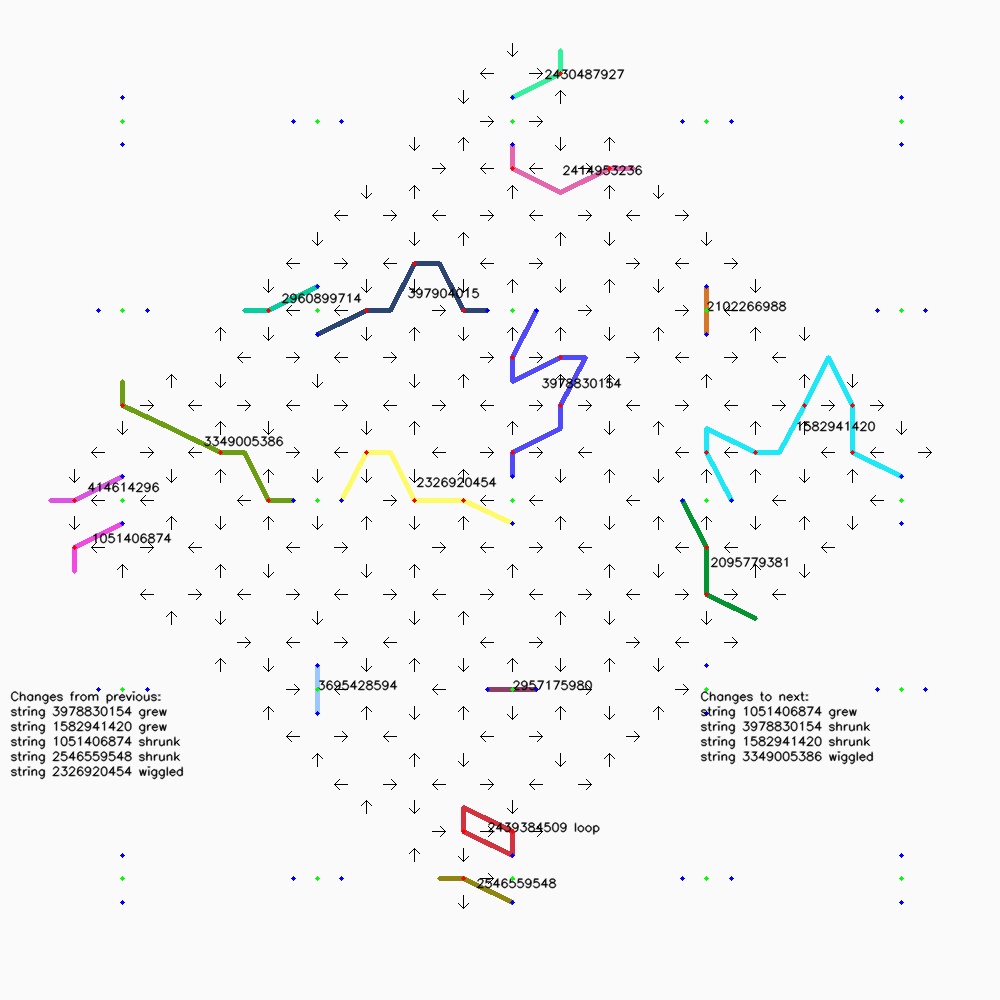 2430487927
2414953236
2960899714
397904015
2102266988
3978830154
1582941420
3349005386
2326920454
414614296
1051406874
2095779381
3695428594
2957175980
Changes from previous:
string 3978830154 grew
string 1582941420 grew
string 1051406874 shrunk
string 2546559548 shrunk
string 2326920454 wiggled
Changes to next:
string 1051406874 grew
string 3978830154 shrunk
string 1582941420 shrunk
string 3349005386 wiggled
2439384509 loop
2546559548